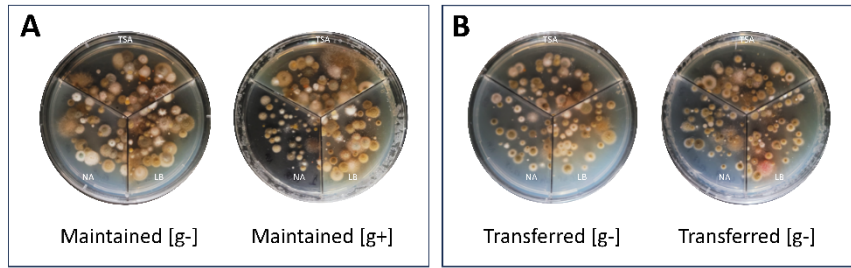 A
TSA
NA
LB
Maintained [g-]
TSA
NA
LB
Maintained [g+]
B
TSA
NA
LB
Transferred [g-]
TSA
NA
LB
Transferred [g-]